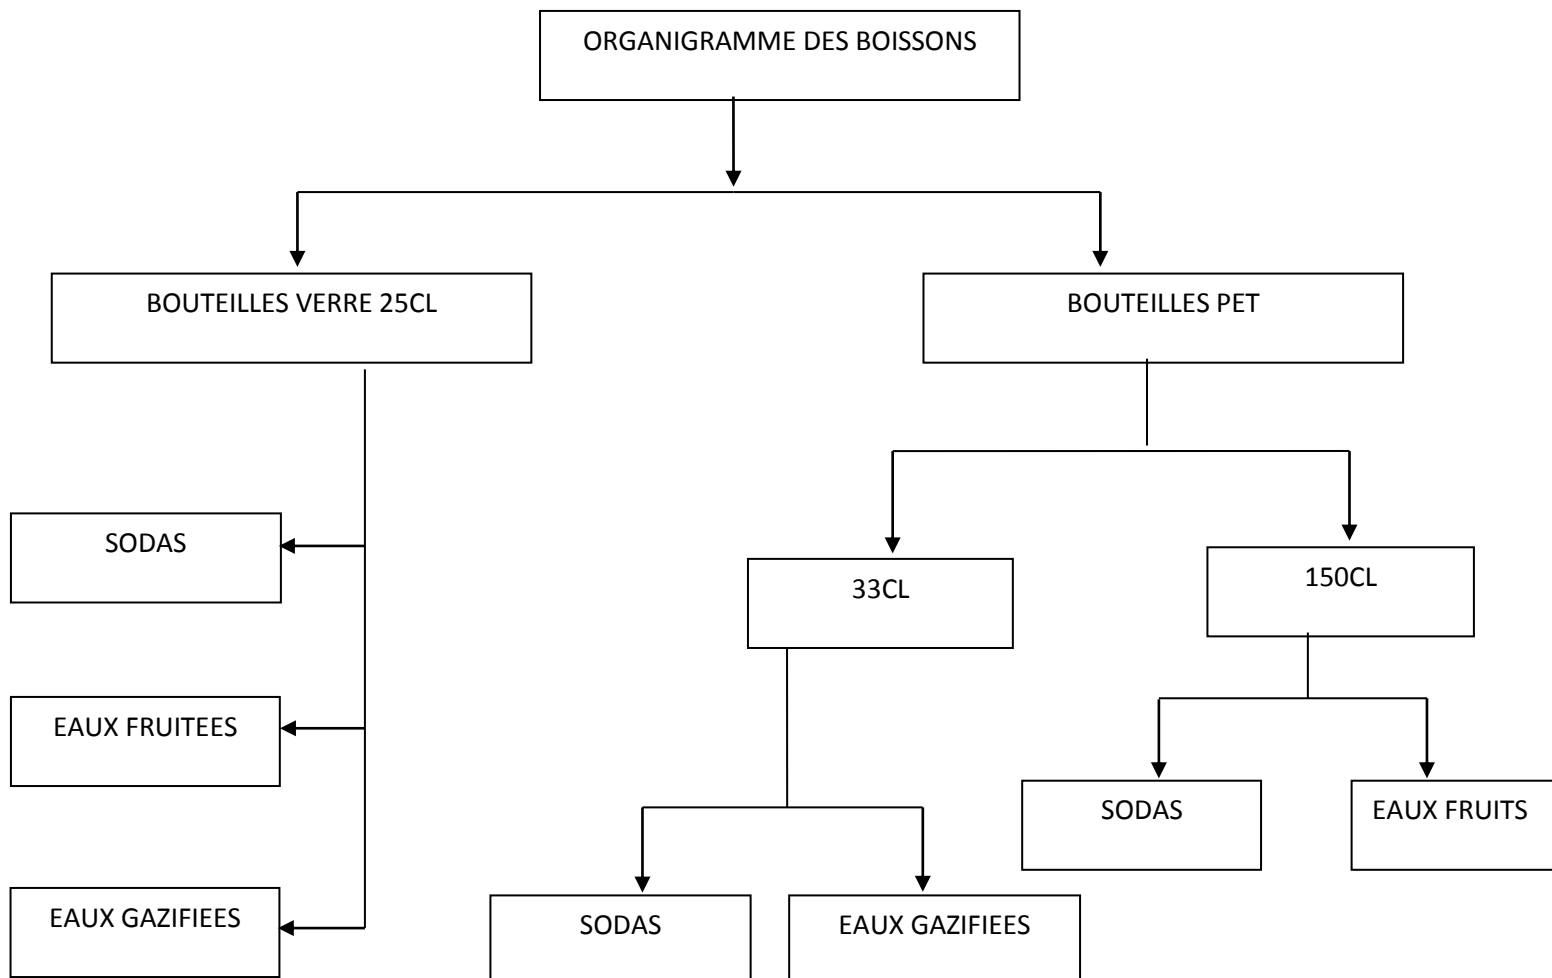 ORGANIGRAMME DES BOISSONS
BOUTEILLES VERRE 25CL
BOUTEILLES PET
SODAS
33CL
150CL
EAUX FRUITEES
SODAS
EAUX FRUITS
EAUX GAZIFIEES
SODAS
EAUX GAZIFIEES